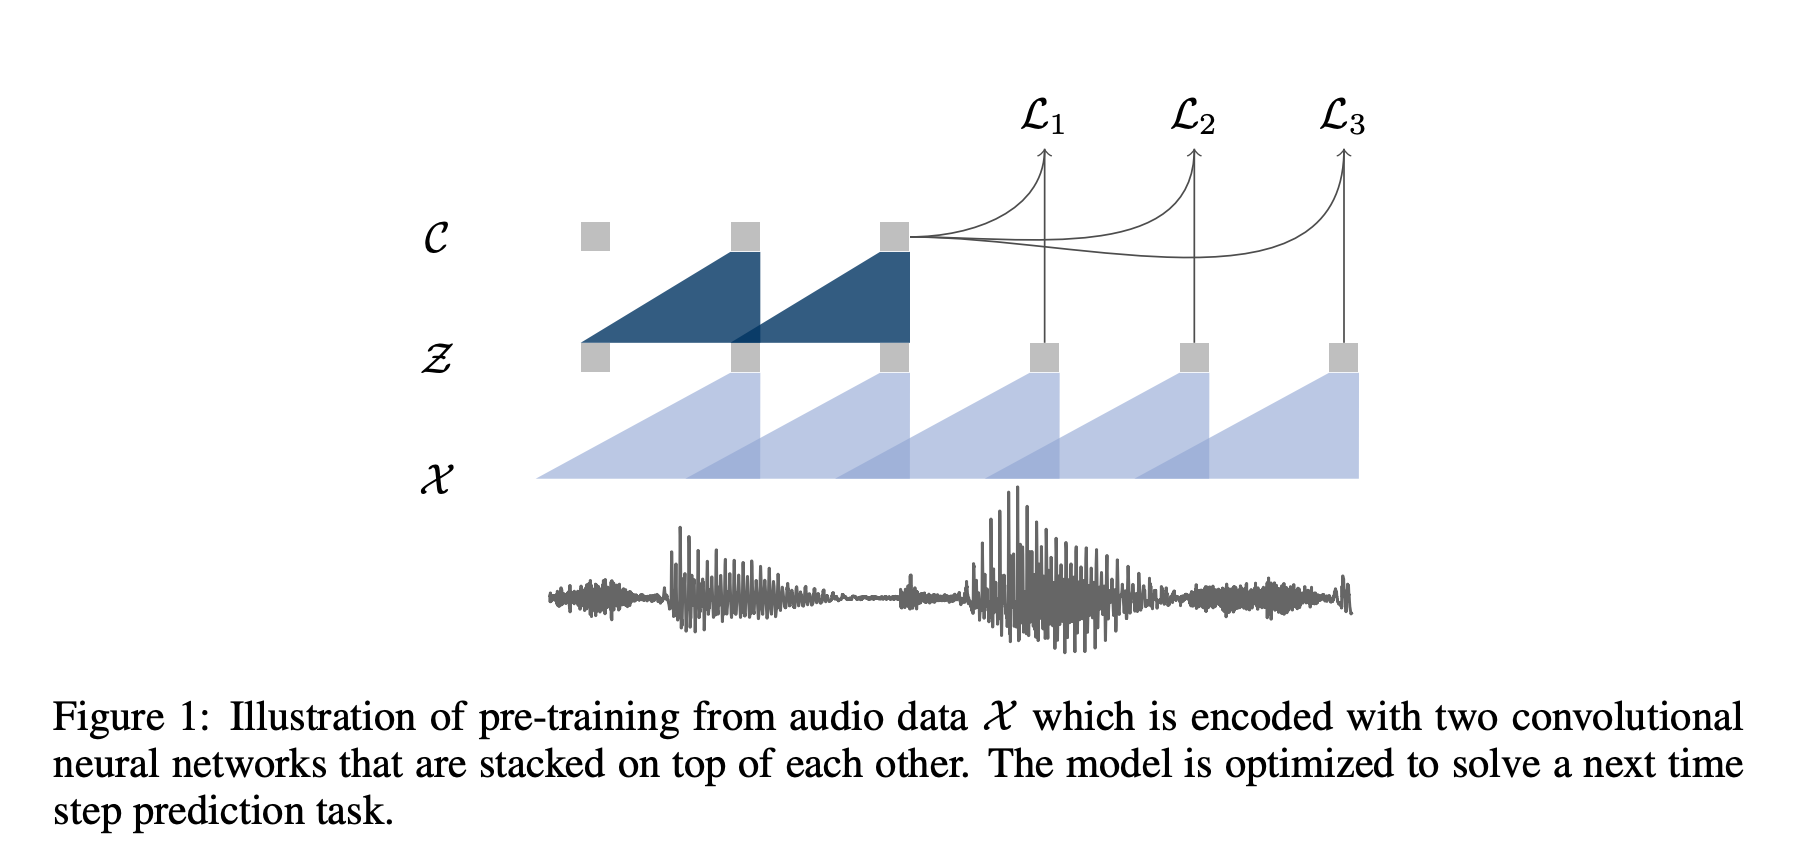 ℒ₁ ℒ₂ ℒ₃
𝒞
𝒵
𝒳
Figure 1: Illustration of pre-training from audio data 𝒳 which is encoded with two convolutional
neural networks that are stacked on top of each other. The model is optimized to solve a next time
step prediction task.